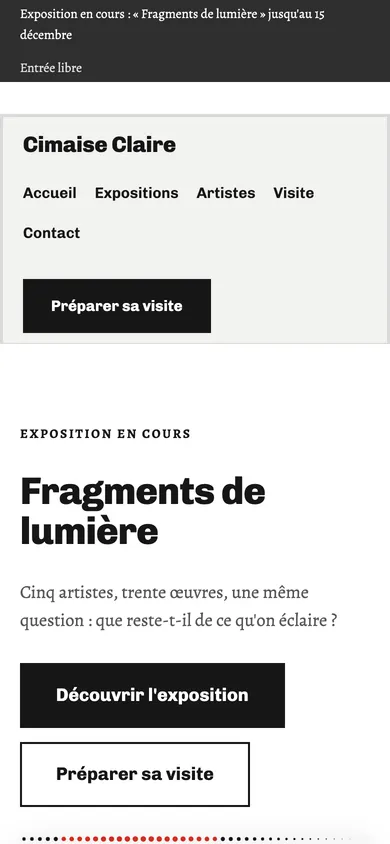 Exposition en cours : « Fragments de lumière » jusqu'au 15
décembre
Entrée libre
Cimaise Claire
Accueil Expositions Artistes Visite
Contact
Préparer sa visite
EXPOSITION EN COURS
Fragments de
lumière
Cinq artistes, trente œuvres, une même
question : que reste-t-il de ce qu'on éclaire ?
Découvrir l'exposition
Préparer sa visite